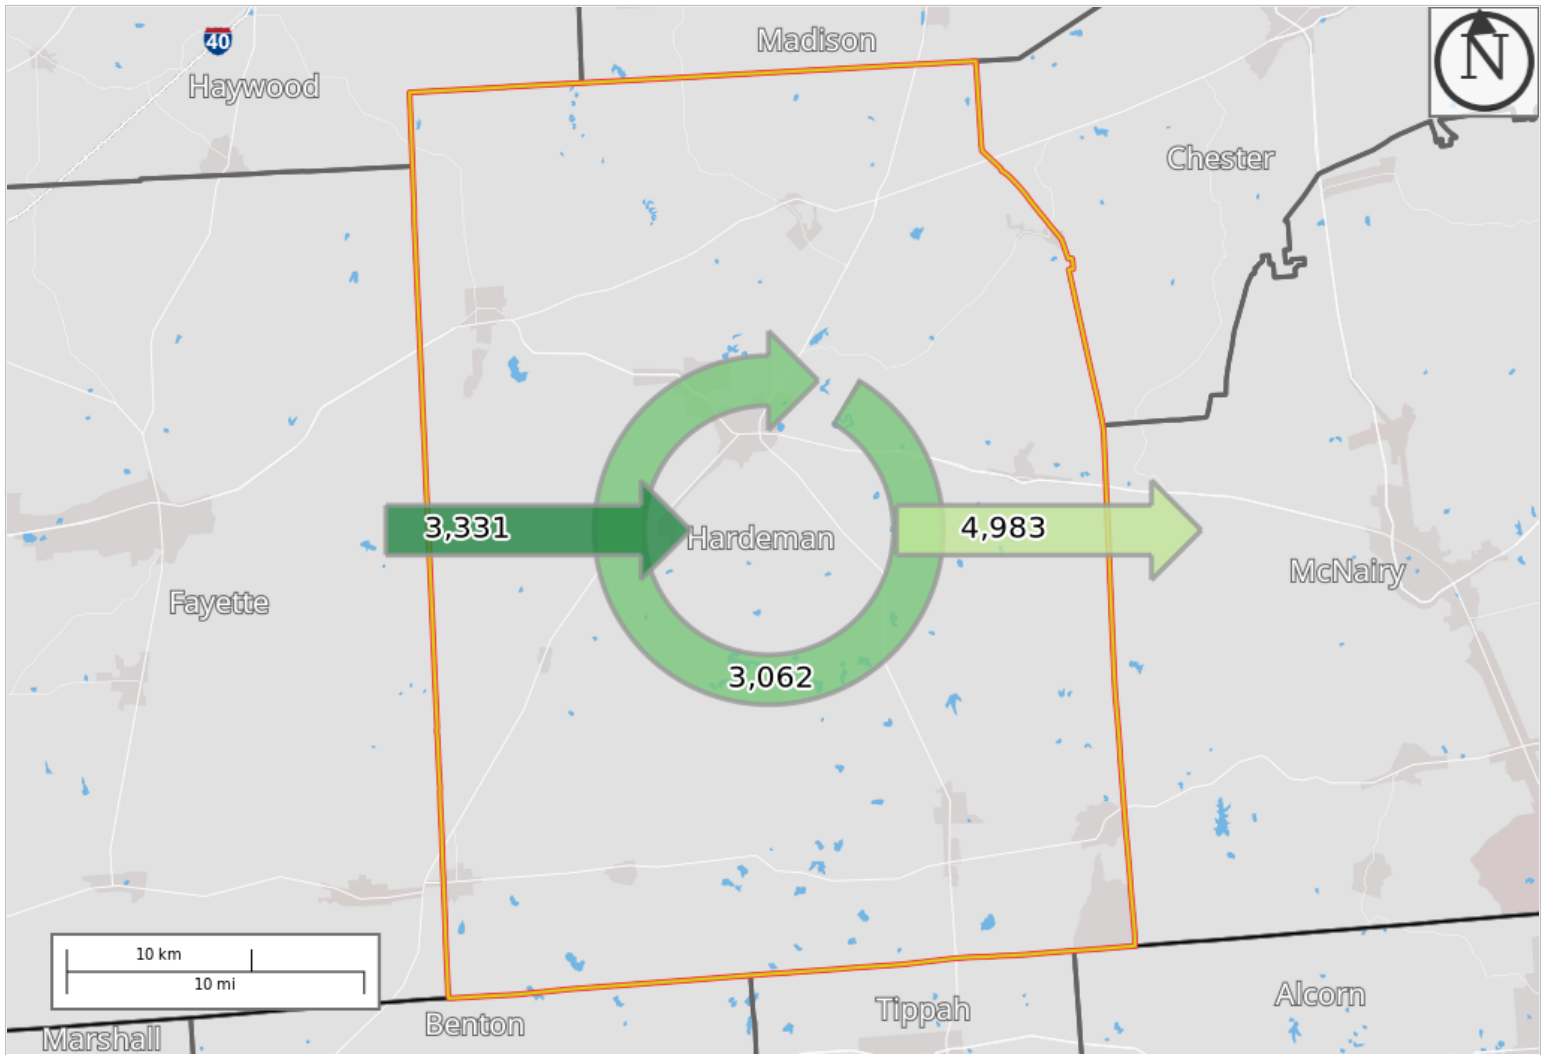 Madison
40
Haywood
N
Chester
3,331
4,983
Hardeman
McNairy
Fayette
3,062
10 km
10 mi
Alcorn
Tippah
Benton
Marshall